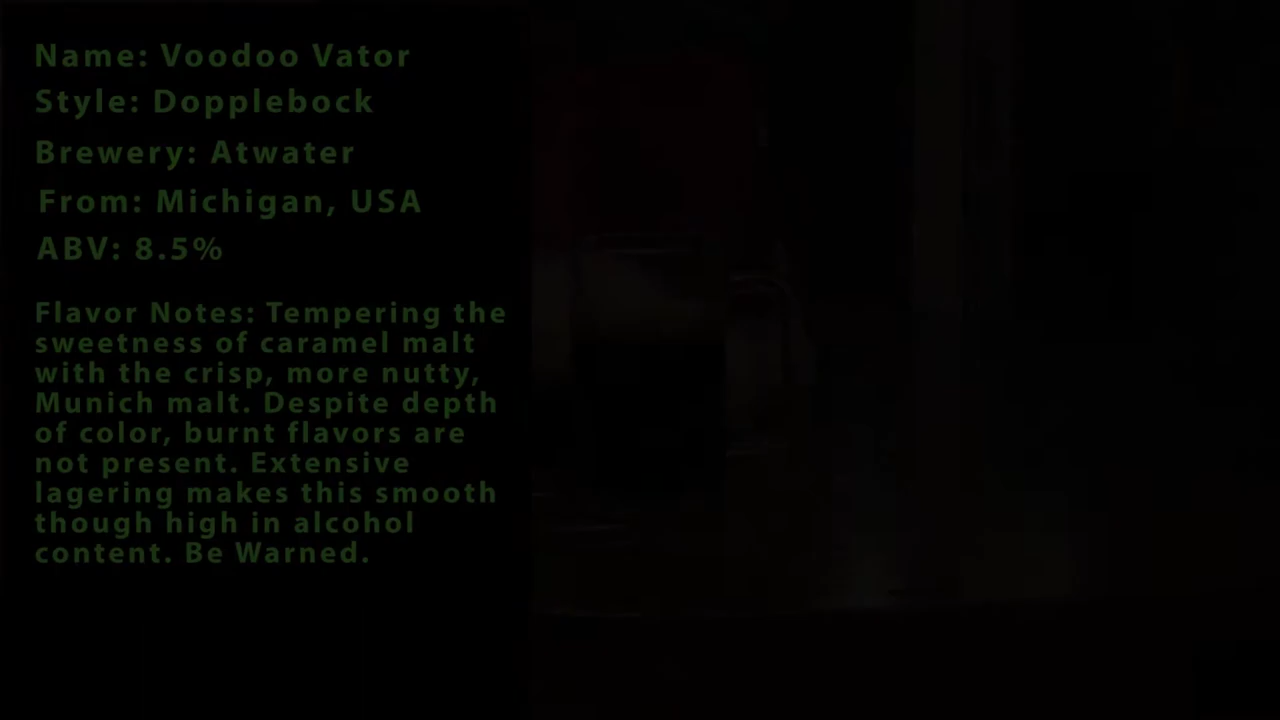 Name: Voodoo Vator
Style: Dopplebock
Brewery: Atwater
From: Michigan, USA
ABV: 8.5%
Flavor Notes: Tempering the
sweetness of caramel malt
with the crisp, more nutty,
Munich malt. Despite depth
of color, burnt flavors are
not present. Extensive
lagering makes this smooth
though high in alcohol
content. Be Warned.